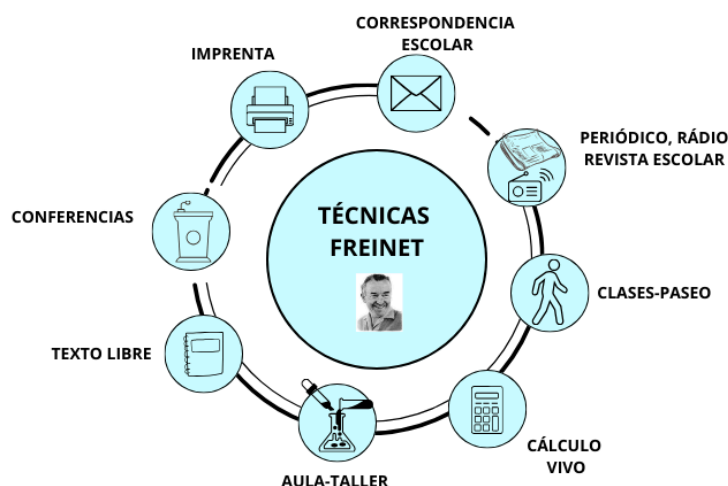 CORRESPONDENCIA
ESCOLAR
IMPRENTA
PERIÓDICO, RÁDIO
REVISTA ESCOLAR
CONFERENCIAS
TÉCNICAS
FREINET
CLASES-PASEO
TEXTO LIBRE
CÁLCULO
VIVO
AULA-TALLER